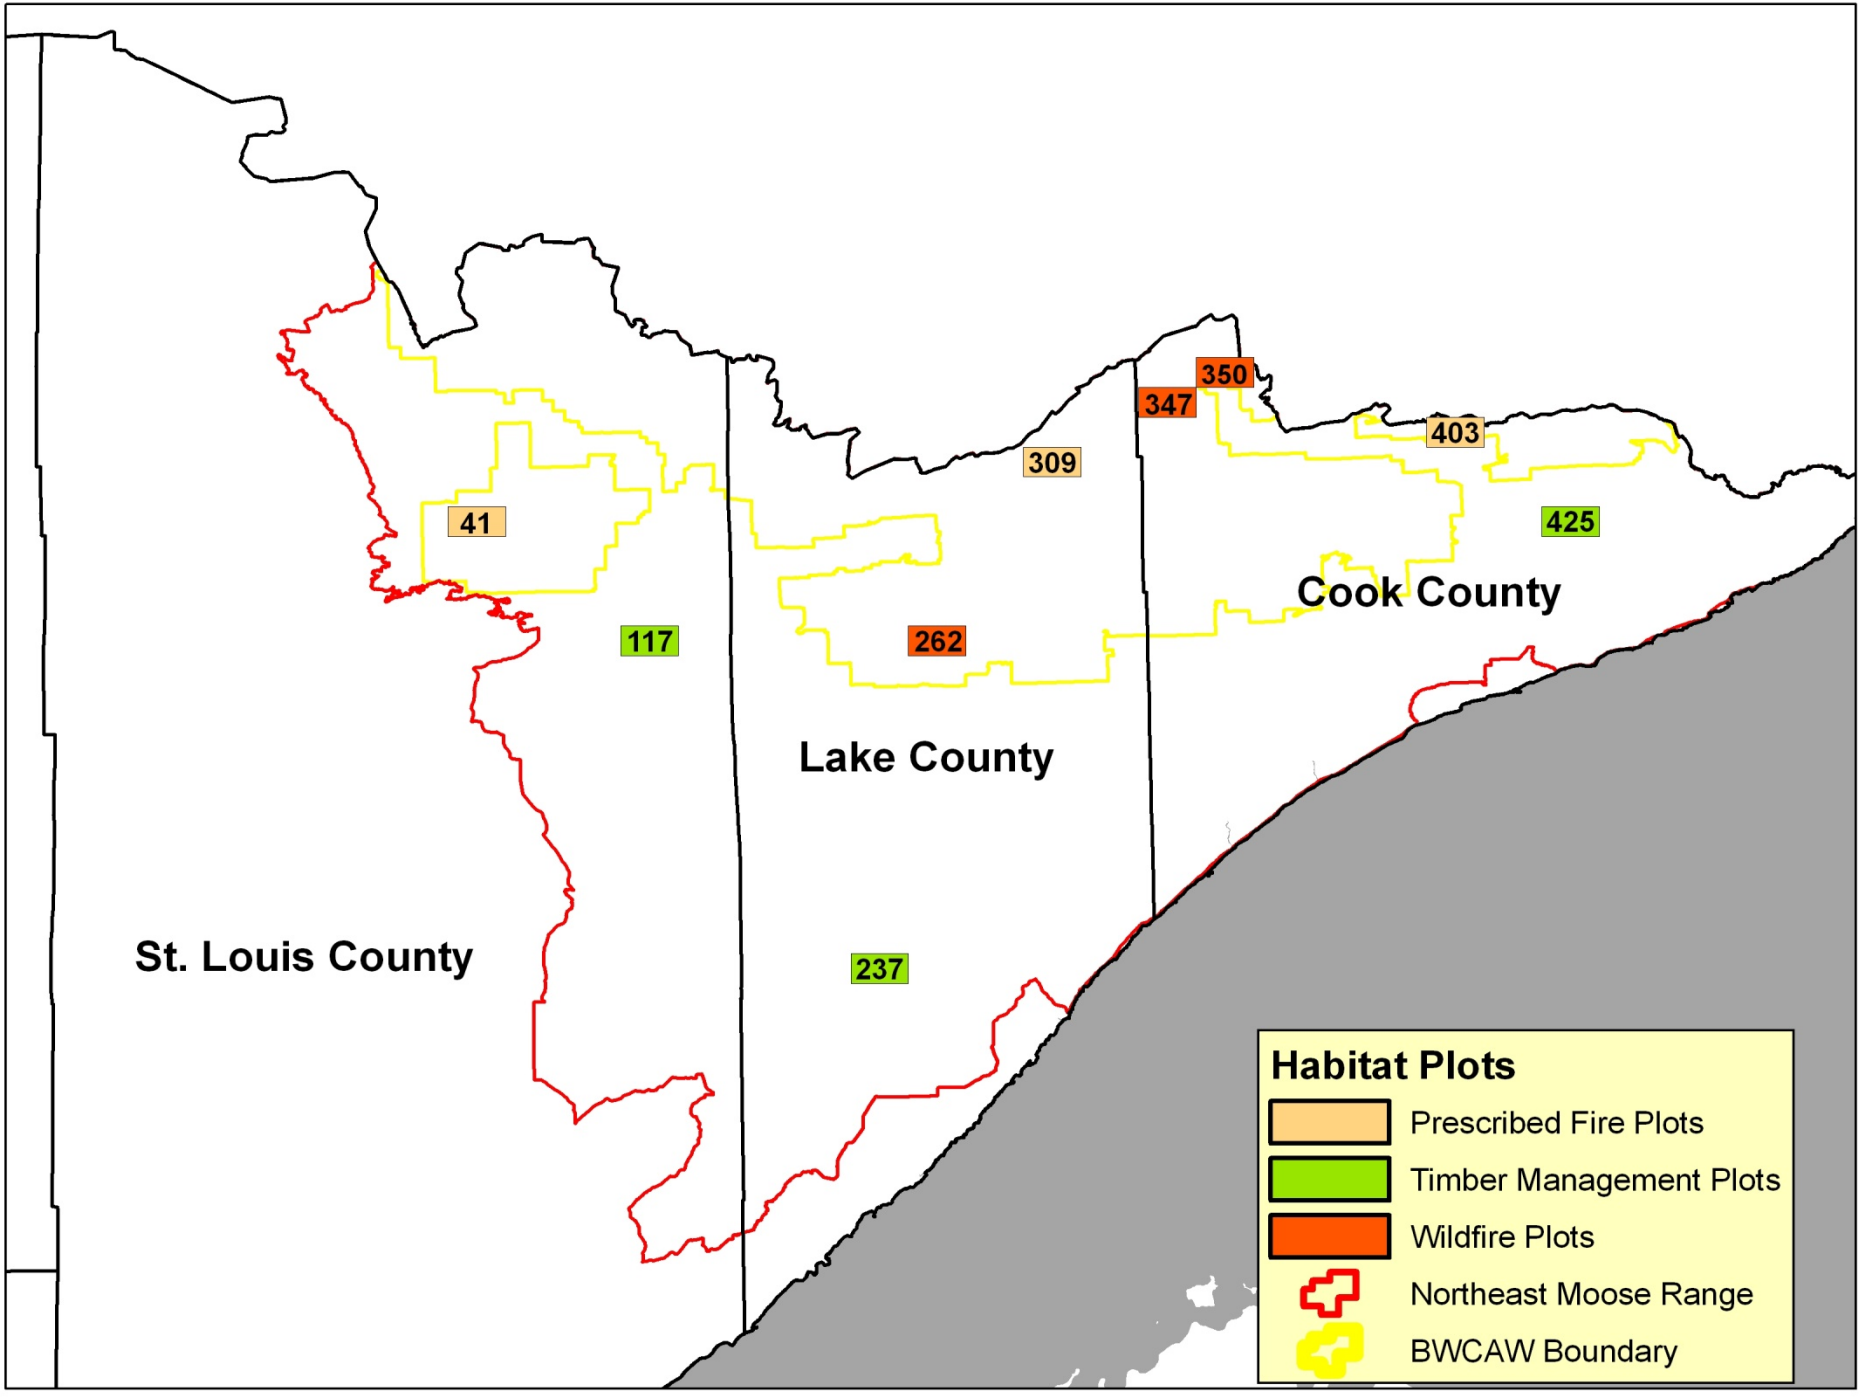 350
347
403
309
41
425
Cook County
117
262
Lake County
St. Louis County
237
Habitat Plots
Prescribed Fire Plots
Timber Management Plots
Wildfire Plots
Northeast Moose Range
BWCAW Boundary